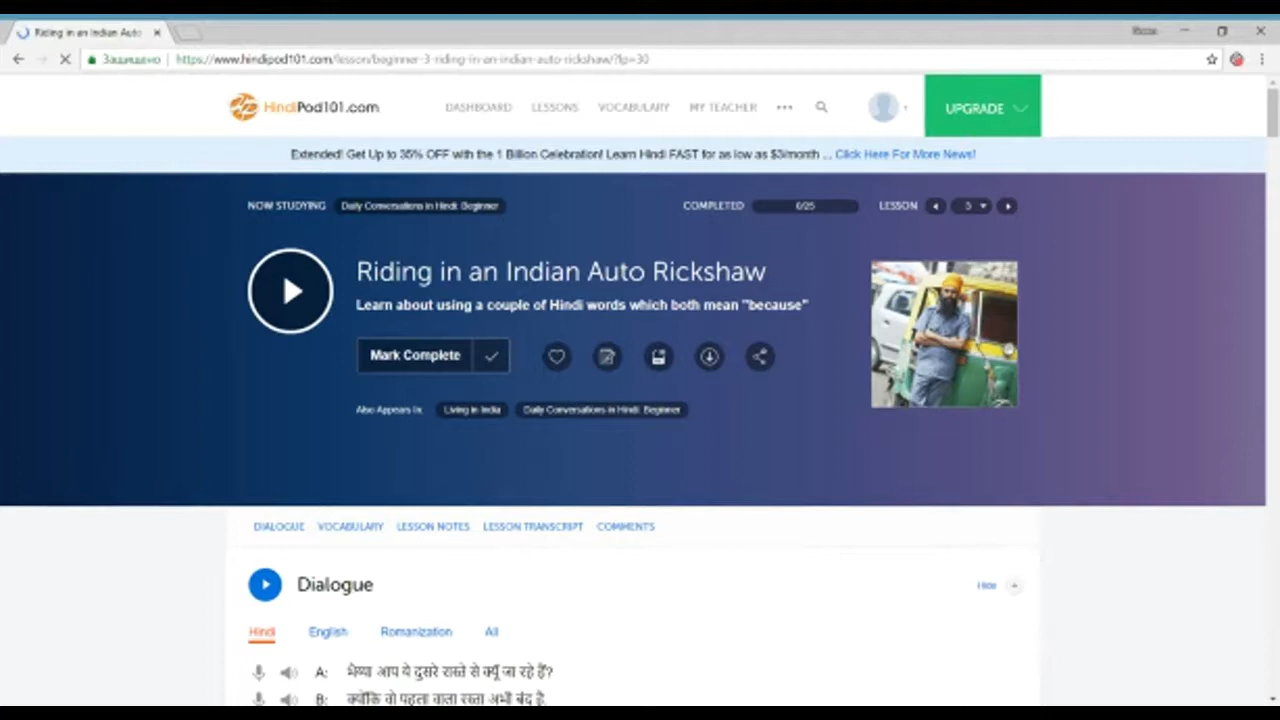 Riding in an Indian Auto
Защищено | https://www.hindipod101.com/lesson/beginner-3-riding-in-an-indian-auto-rickshaw/?lp=30
HindiPod101.com DASHBOARD LESSONS VOCABULARY MY TEACHER ••• UPGRADE
Extended! Get Up to 35% OFF with the 1 Billion Celebration! Learn Hindi FAST for as low as $3/month ... Click Here For More News!
NOW STUDYING Daily Conversations in Hindi: Beginner COMPLETED 0/25 LESSON 3
Riding in an Indian Auto Rickshaw
Learn about using a couple of Hindi words which both mean "because"
Mark Complete
Also Appears In: Living in India Daily Conversations in Hindi: Beginner
DIALOGUE VOCABULARY LESSON NOTES LESSON TRANSCRIPT COMMENTS
Dialogue Hide
Hindi English Romanization All
A: भैय्या आप ये दुसरे रास्ते से क्यूँ जा रहे हैं?
B: क्योंकि वो पहला वाला रस्ता अभी बंद है.